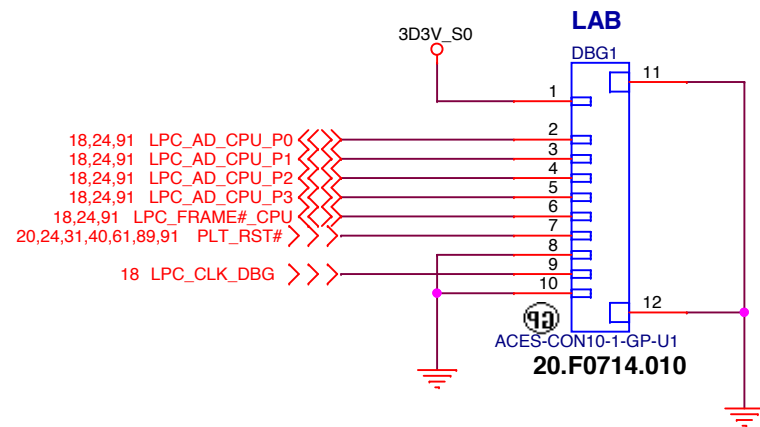 LAB
3D3V_S0
DBG1
11
1
2
18,24,91 LPC_AD_CPU_P0
3
18,24,91 LPC_AD_CPU_P1
4
18,24,91 LPC_AD_CPU_P2
5
18,24,91 LPC_AD_CPU_P3
6
18,24,91 LPC_FRAME#_CPU
7
20,24,31,40,61,89,91 PLT_RST#
8
9
18 LPC_CLK_DBG
10
12
GP
ACES-CON10-1-GP-U1
20.F0714.010